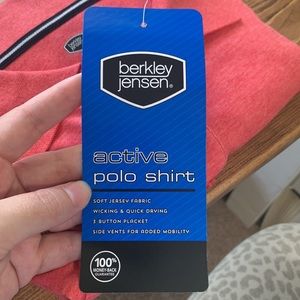 berkley
jensen®
active
polo shirt
SOFT JERSEY FABRIC
WICKING & QUICK DRYING
3 BUTTON PLACKET
SIDE VENTS FOR ADDED MOBILITY
100%
MONEY-BACK
GUARANTEE